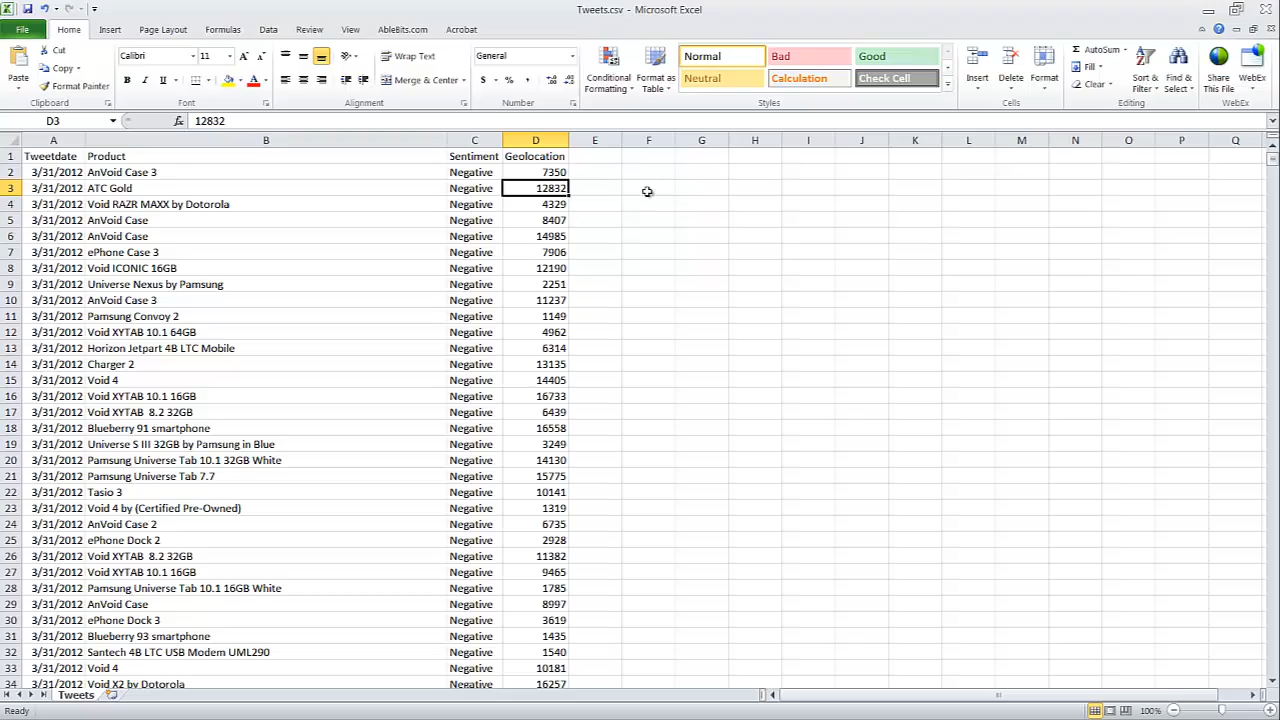 Tweets.csv - Microsoft Excel
File Home Insert Page Layout Formulas Data Review View AbleBits.com Acrobat
Paste Cut Copy Format Painter Calibri 11 Wrap Text Merge & Center General Conditional Formatting Format as Table Normal Bad Good Neutral Calculation Check Cell Insert Delete Format AutoSum Fill Clear Sort & Filter Find & Select Share This File WebEx
Clipboard Font Alignment Number Styles Cells Editing WebEx
D3 fx 12832
A B C D E F G H I J K L M N O P Q
1 Tweetdate Product Sentiment Geolocation
2 3/31/2012 AnVoid Case 3 Negative 7350
3 3/31/2012 ATC Gold Negative 12832
4 3/31/2012 Void RAZR MAXX by Dotorola Negative 4329
5 3/31/2012 AnVoid Case Negative 8407
6 3/31/2012 AnVoid Case Negative 14985
7 3/31/2012 ePhone Case 3 Negative 7906
8 3/31/2012 Void ICONIC 16GB Negative 12190
9 3/31/2012 Universe Nexus by Pamsung Negative 2251
10 3/31/2012 AnVoid Case 3 Negative 11237
11 3/31/2012 Pamsung Convoy 2 Negative 1149
12 3/31/2012 Void XYTAB 10.1 64GB Negative 4962
13 3/31/2012 Horizon Jetpart 4B LTC Mobile Negative 6314
14 3/31/2012 Charger 2 Negative 13135
15 3/31/2012 Void 4 Negative 14405
16 3/31/2012 Void XYTAB 10.1 16GB Negative 16733
17 3/31/2012 Void XYTAB 8.2 32GB Negative 6439
18 3/31/2012 Blueberry 91 smartphone Negative 16558
19 3/31/2012 Universe S III 32GB by Pamsung in Blue Negative 3249
20 3/31/2012 Pamsung Universe Tab 10.1 32GB White Negative 14130
21 3/31/2012 Pamsung Universe Tab 7.7 Negative 15775
22 3/31/2012 Tasio 3 Negative 10141
23 3/31/2012 Void 4 by (Certified Pre-Owned) Negative 1319
24 3/31/2012 AnVoid Case 2 Negative 6735
25 3/31/2012 ePhone Dock 2 Negative 2928
26 3/31/2012 Void XYTAB 8.2 32GB Negative 11382
27 3/31/2012 Void XYTAB 10.1 16GB Negative 9465
28 3/31/2012 Pamsung Universe Tab 10.1 16GB White Negative 1785
29 3/31/2012 AnVoid Case Negative 8997
30 3/31/2012 ePhone Dock 3 Negative 3619
31 3/31/2012 Blueberry 93 smartphone Negative 1435
32 3/31/2012 Santech 4B LTC USB Modem UML290 Negative 1540
33 3/31/2012 Void 4 Negative 10181
34 3/31/2012 Void X2 by Dotorola Negative 16257
Tweets
Ready 100%